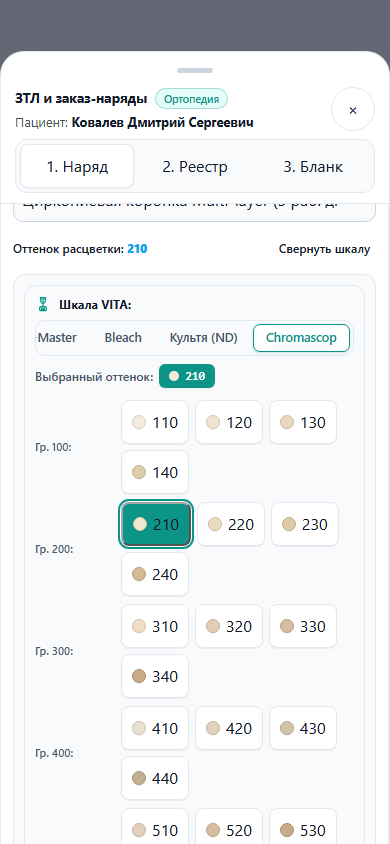 ЗТЛ и заказ-наряды Ортопедия
Пациент: Ковалев Дмитрий Сергеевич
×
1. Наряд 2. Реестр 3. Бланк
Оттенок расцветки: 210 Свернуть шкалу
Шкала VITA:
Master Bleach Культя (ND) Chromascop
Выбранный оттенок: 210
110 120 130
Гр. 100:
140
210 220 230
Гр. 200:
240
310 320 330
Гр. 300:
340
410 420 430
Гр. 400:
440
510 520 530